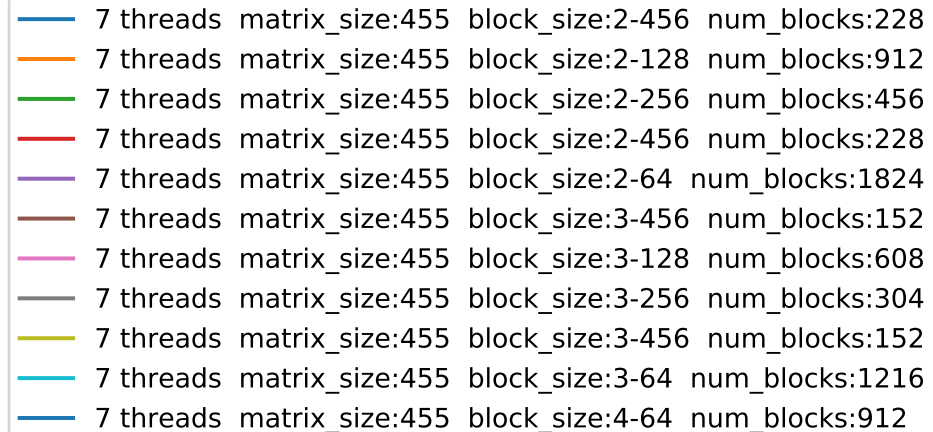 7 threads  matrix_size:455  block_size:2-456  num_blocks:228
7 threads  matrix_size:455  block_size:2-128  num_blocks:912
7 threads  matrix_size:455  block_size:2-256  num_blocks:456
7 threads  matrix_size:455  block_size:2-456  num_blocks:228
7 threads  matrix_size:455  block_size:2-64  num_blocks:1824
7 threads  matrix_size:455  block_size:3-456  num_blocks:152
7 threads  matrix_size:455  block_size:3-128  num_blocks:608
7 threads  matrix_size:455  block_size:3-256  num_blocks:304
7 threads  matrix_size:455  block_size:3-456  num_blocks:152
7 threads  matrix_size:455  block_size:3-64  num_blocks:1216
7 threads  matrix_size:455  block_size:4-64  num_blocks:912